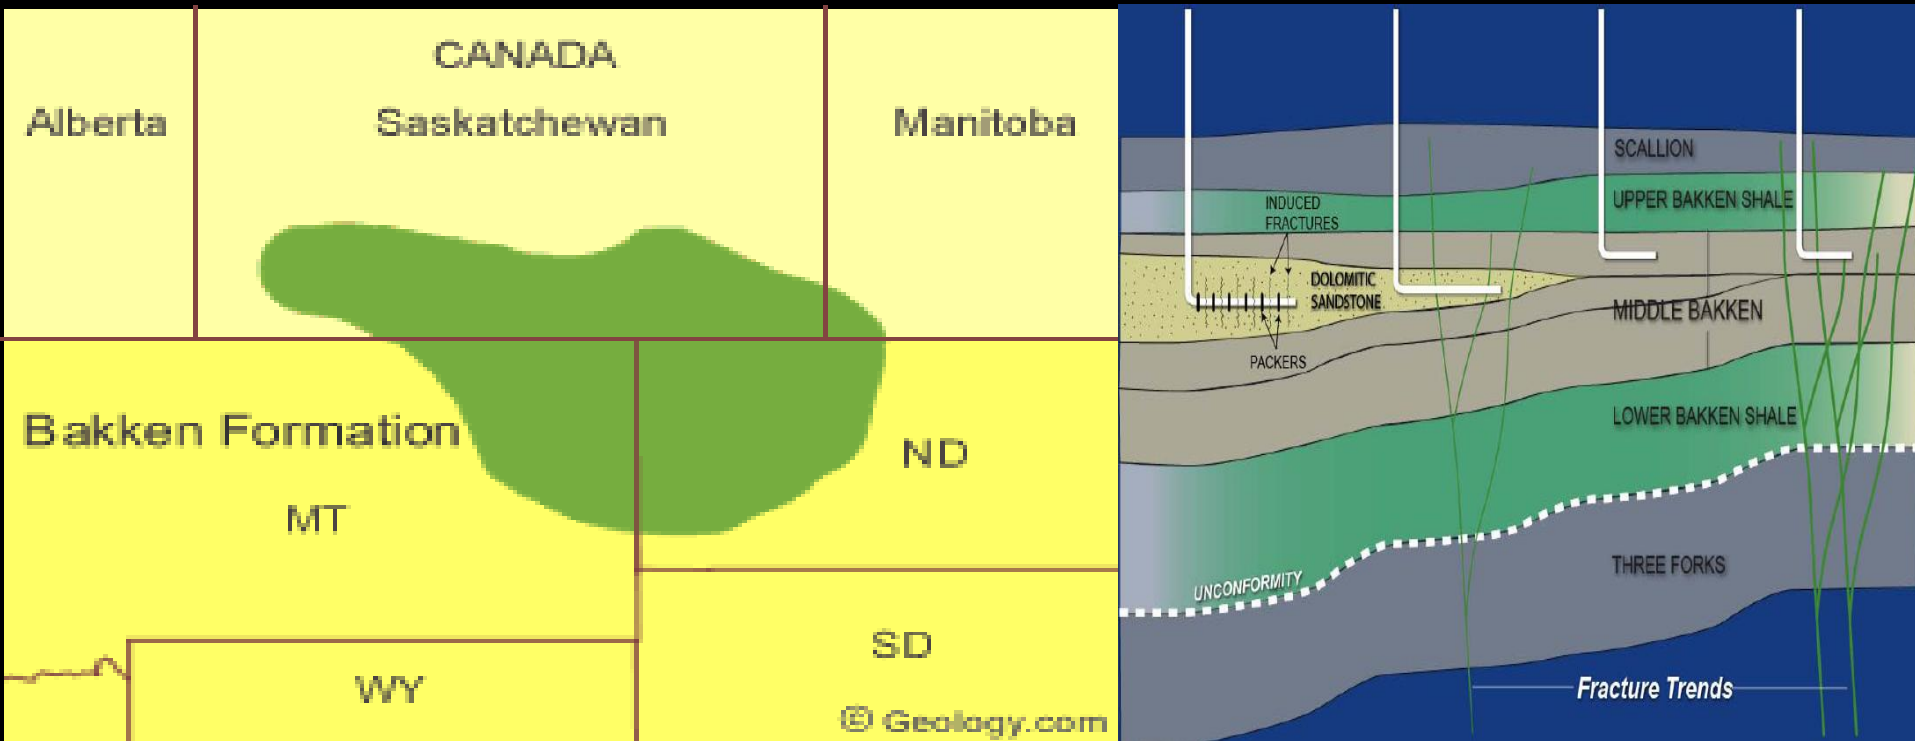 CANADA
Alberta
Saskatchewan
Manitoba
Bakken Formation
MT
ND
WY
SD
© Geology.com
SCALLION
UPPER BAKKEN SHALE
INDUCED
FRACTURES
DOLOMITIC
SANDSTONE
MIDDLE BAKKEN
PACKERS
LOWER BAKKEN SHALE
UNCONFORMITY
THREE FORKS
Fracture Trends